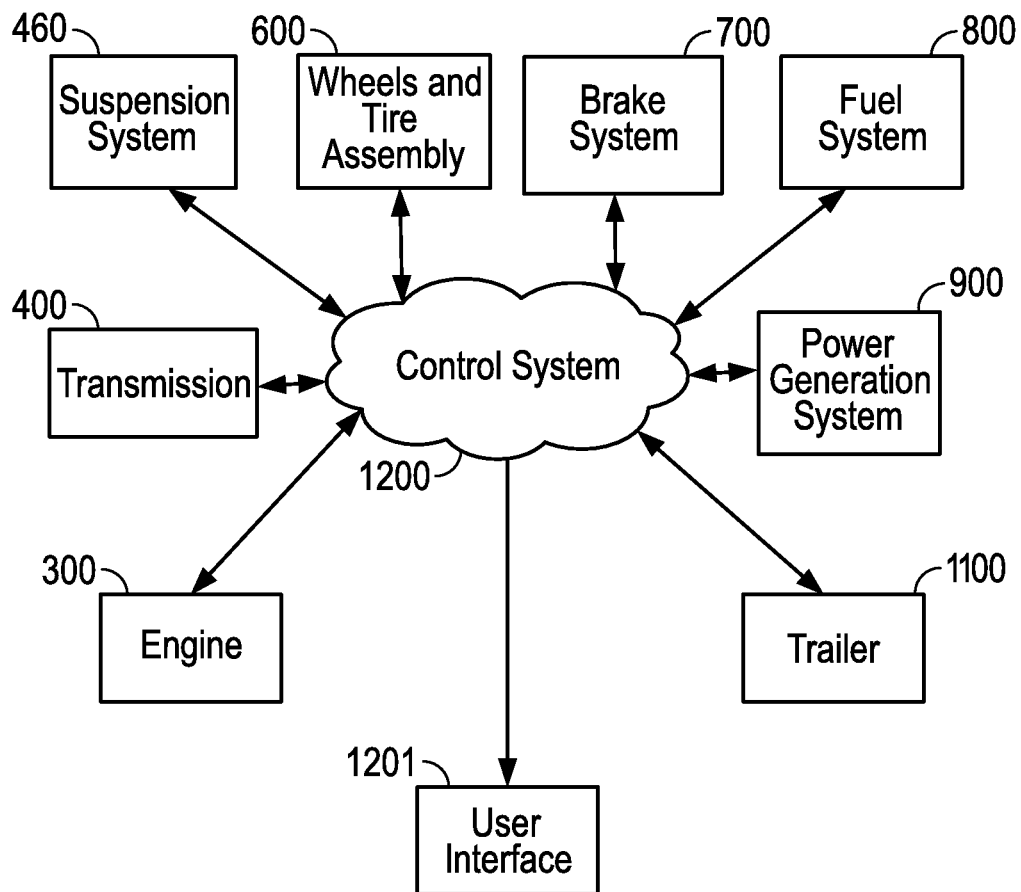 460
600
700
800
Suspension
System
Wheels and
Tire
Assembly
Brake
System
Fuel
System
400
900
Transmission
Control System
Power
Generation
System
1200
300
1100
Engine
Trailer
1201
User
Interface